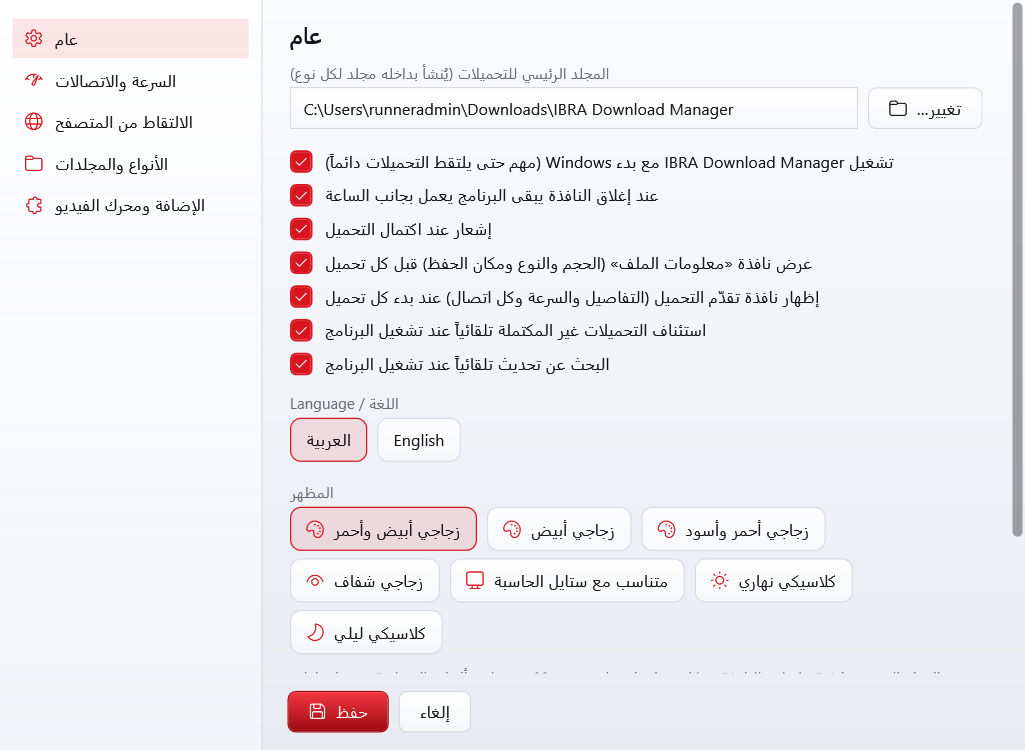 عام
السرعة والاتصالات
الالتقاط من المتصفح
الأنواع والمجلدات
الإضافة ومحرك الفيديو
عام
المجلد الرئيسي للتحميلات (يُنشأ بداخله مجلد لكل نوع)
C:\Users\runneradmin\Downloads\IBRA Download Manager
تغيير...
تشغيل IBRA Download Manager مع بدء Windows (مهم حتى يلتقط التحميلات دائماً)
عند إغلاق النافذة يبقى البرنامج يعمل بجانب الساعة
إشعار عند اكتمال التحميل
عرض نافذة «معلومات الملف» (الحجم والنوع ومكان الحفظ) قبل كل تحميل
إظهار نافذة تقدّم التحميل (التفاصيل والسرعة وكل اتصال) عند بدء كل تحميل
استئناف التحميلات غير المكتملة تلقائياً عند تشغيل البرنامج
البحث عن تحديث تلقائياً عند تشغيل البرنامج
Language / اللغة
العربية
English
المظهر
زجاجي أبيض وأحمر
زجاجي أبيض
زجاجي أحمر وأسود
زجاجي شفاف
متناسب مع ستايل الحاسبة
كلاسيكي نهاري
كلاسيكي ليلي
حفظ
إلغاء